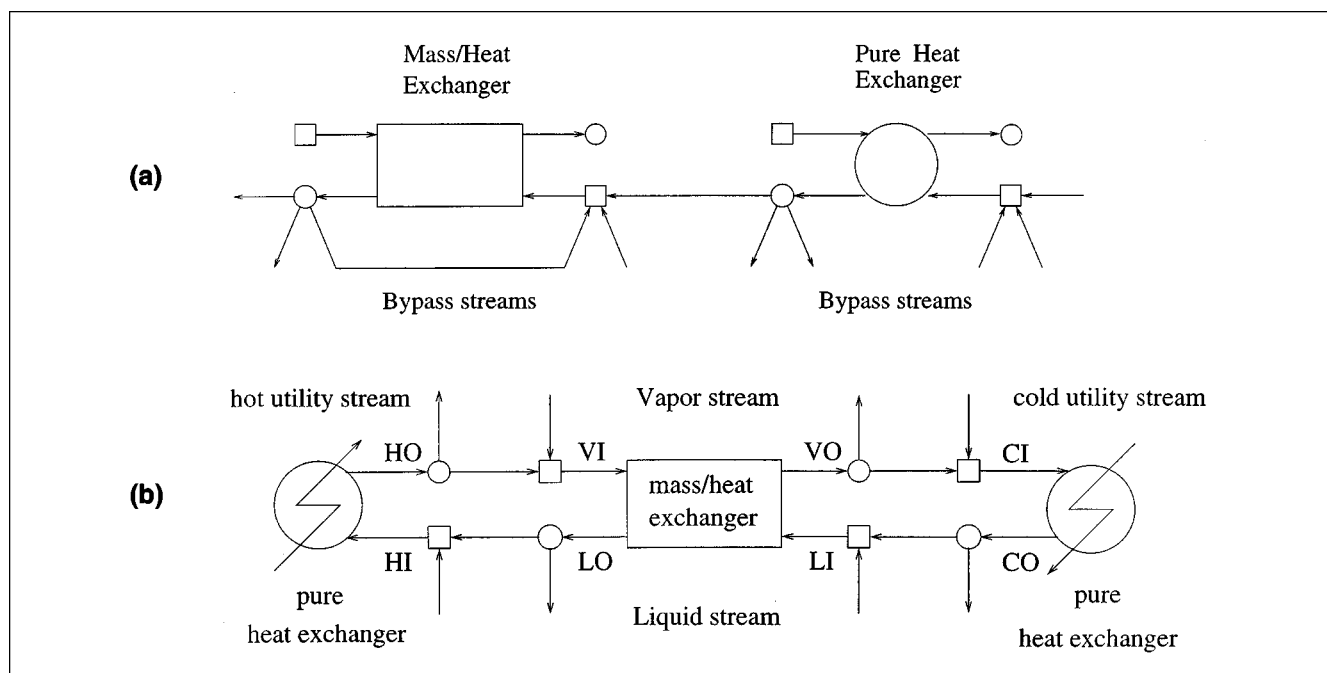 Mass/Heat
Exchanger
Pure Heat
Exchanger
(a)
Bypass streams
Bypass streams
hot utility stream
Vapor stream
cold utility stream
HO
VI
VO
CI
(b)
mass/heat
exchanger
HI
LO
LI
CO
pure
heat exchanger
Liquid stream
pure
heat exchanger